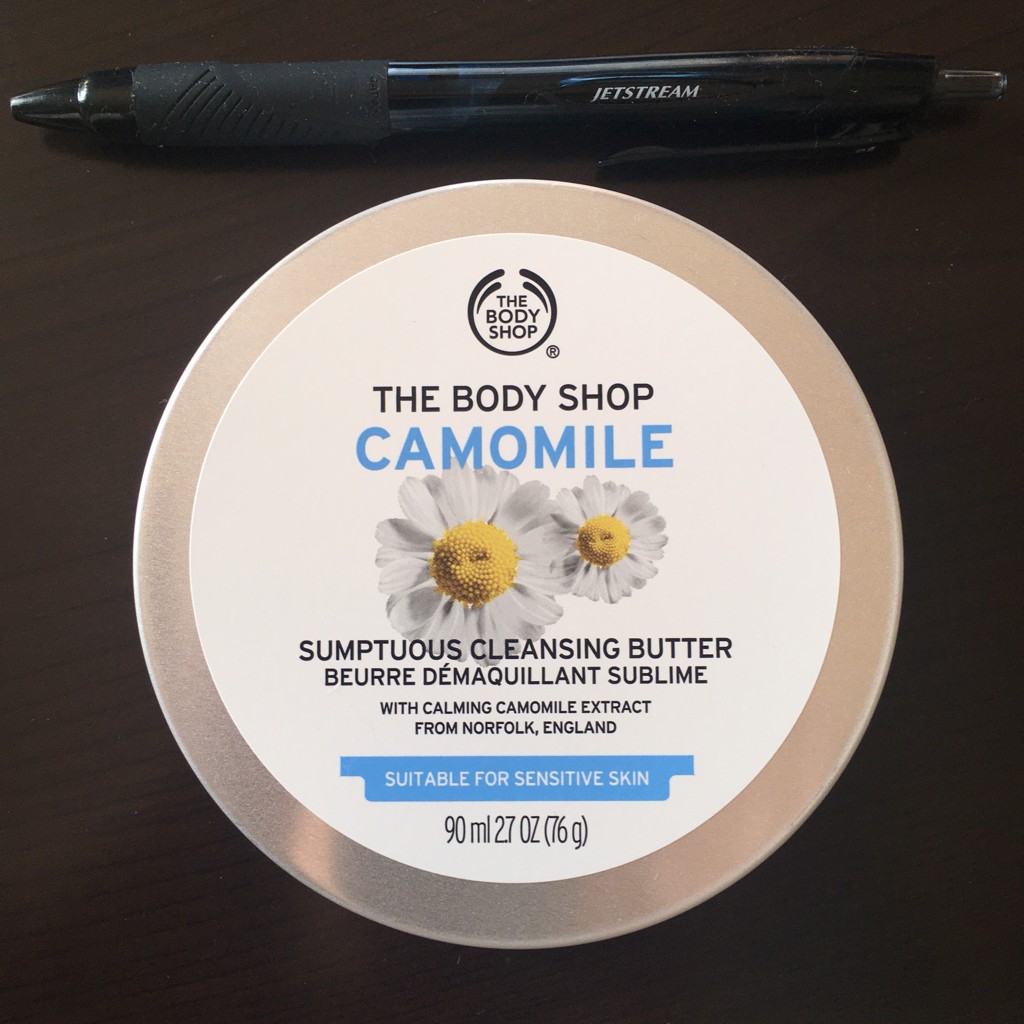 JETSTREAM
THE
BODY
SHOP
®
THE BODY SHOP
CAMOMILE
SUMPTUOUS CLEANSING BUTTER
BEURRE DÉMAQUILLANT SUBLIME
WITH CALMING CAMOMILE EXTRACT
FROM NORFOLK, ENGLAND
SUITABLE FOR SENSITIVE SKIN
90 ml 2.7 OZ (76 g)